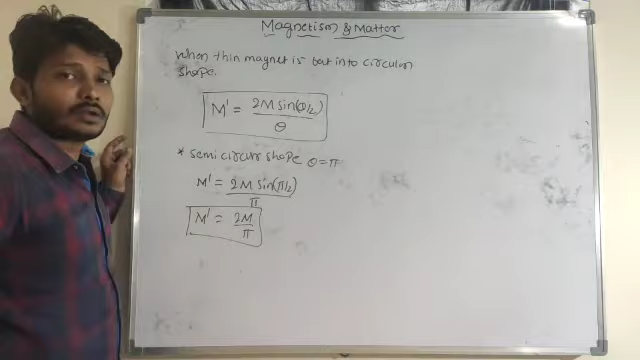 Magnetism & Matter
when thin magnet is bent into circular
shape.
M' = 2M sin(θ/2) / θ
* semi circular shape θ = π
M' = 2M sin(π/2) / π
M' = 2M / π